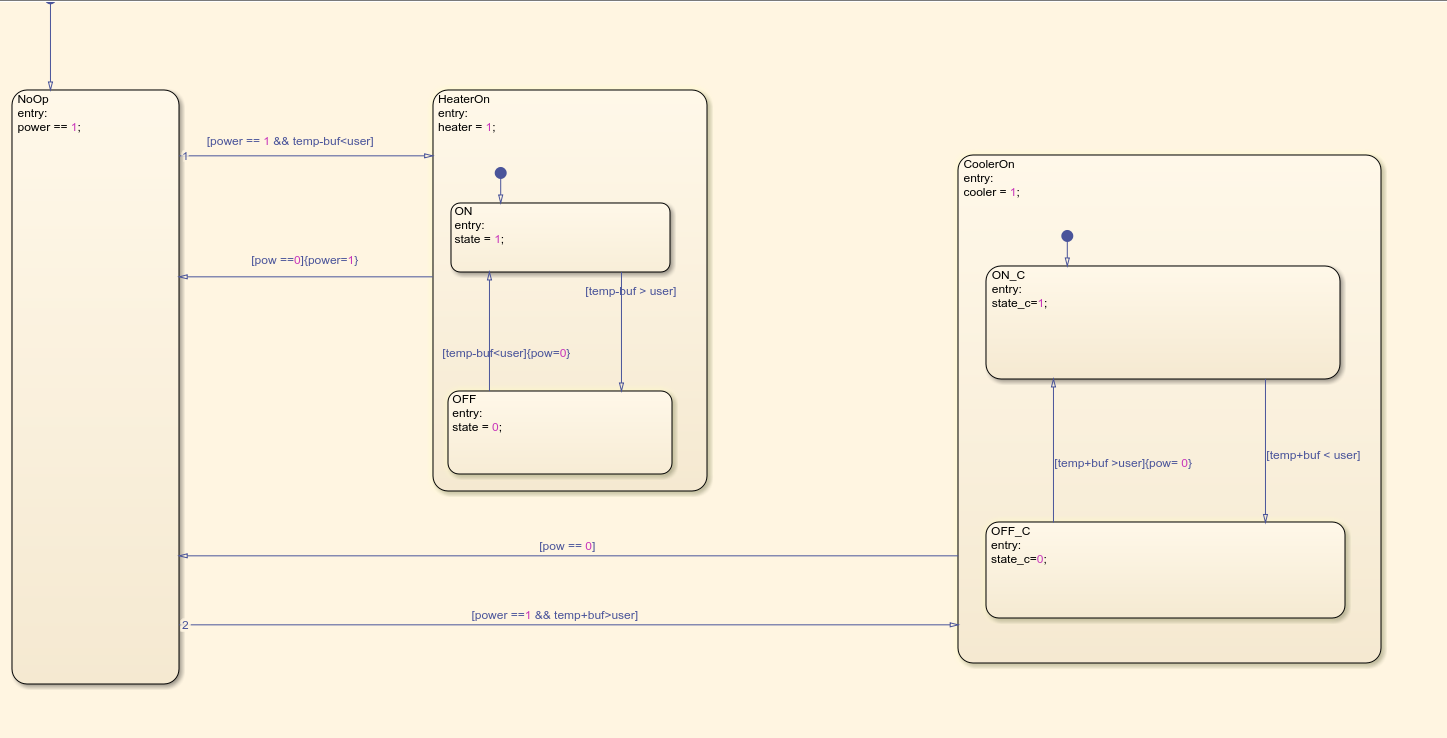 NoOp
entry:
power == 1;
1
[power == 1 && temp-buf<user]
[pow ==0]{power=1}
HeaterOn
entry:
heater = 1;
ON
entry:
state = 1;
[temp-buf > user]
[temp-buf<user]{pow=0}
OFF
entry:
state = 0;
CoolerOn
entry:
cooler = 1;
ON_C
entry:
state_c=1;
[temp+buf >user]{pow= 0}
[temp+buf < user]
OFF_C
entry:
state_c=0;
[pow == 0]
2
[power ==1 && temp+buf>user]